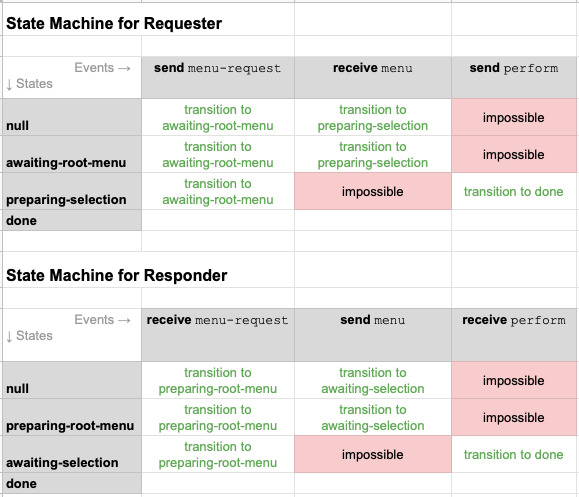 State Machine for Requester
Events → send menu-request receive menu send perform
↓ States
transition to transition to
null awaiting-root-menu preparing-selection impossible
transition to transition to
awaiting-root-menu awaiting-root-menu preparing-selection impossible
transition to
preparing-selection awaiting-root-menu impossible transition to done
done
State Machine for Responder
Events → receive menu-request send menu receive perform
↓ States
transition to transition to
null preparing-root-menu awaiting-selection impossible
transition to transition to
preparing-root-menu preparing-root-menu awaiting-selection impossible
transition to
awaiting-selection preparing-root-menu impossible transition to done
done